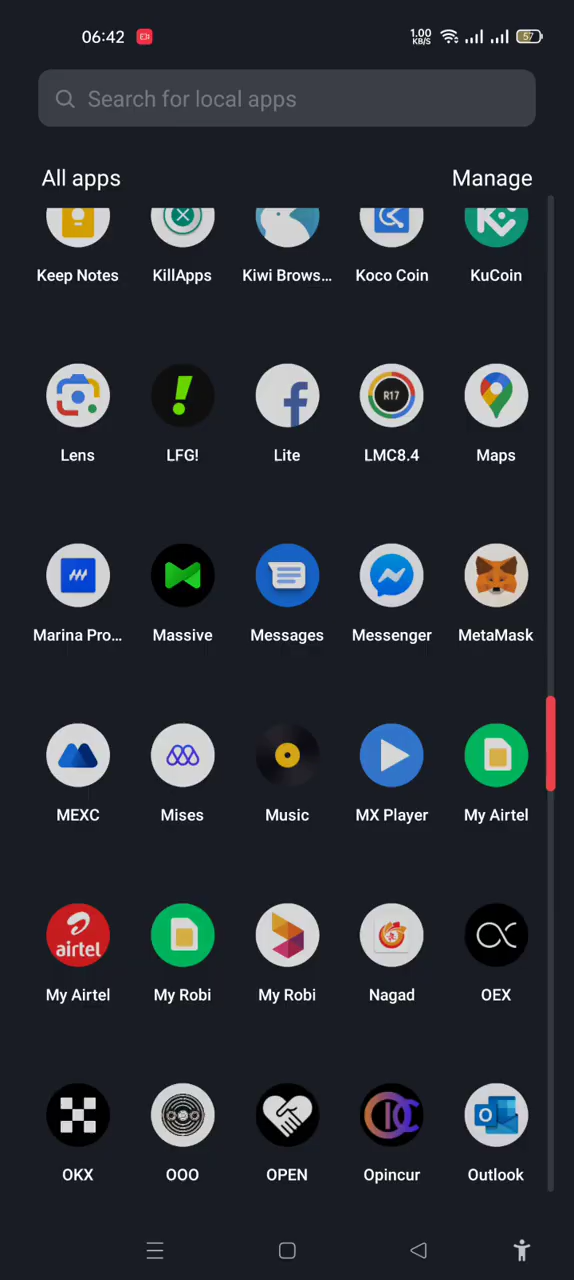 06:42
1.00
KB/S
57
Search for local apps
All apps
Manage
Keep Notes
KillApps
Kiwi Brows...
Koco Coin
KuCoin
R17
Lens
LFG!
Lite
LMC8.4
Maps
Marina Pro...
Massive
Messages
Messenger
MetaMask
MEXC
Mises
Music
MX Player
My Airtel
airtel
My Airtel
My Robi
My Robi
Nagad
OEX
OKX
OOO
OPEN
Opincur
Outlook